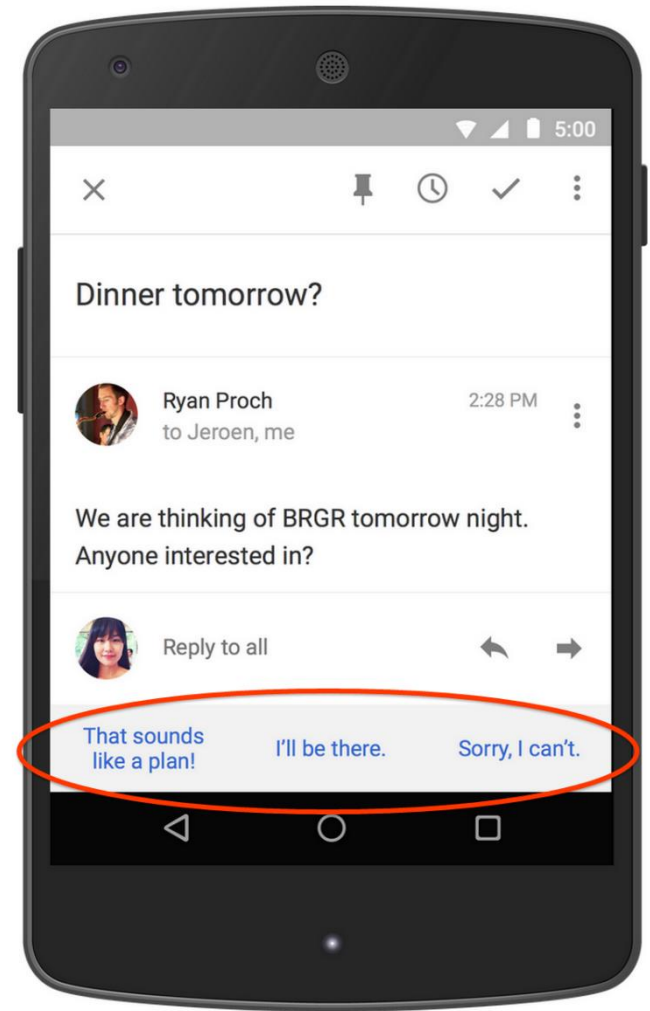 5:00
Dinner tomorrow?
Ryan Proch
2:28 PM
to Jeroen, me
We are thinking of BRGR tomorrow night.
Anyone interested in?
Reply to all
That sounds
like a plan!
I'll be there.
Sorry, I can't.